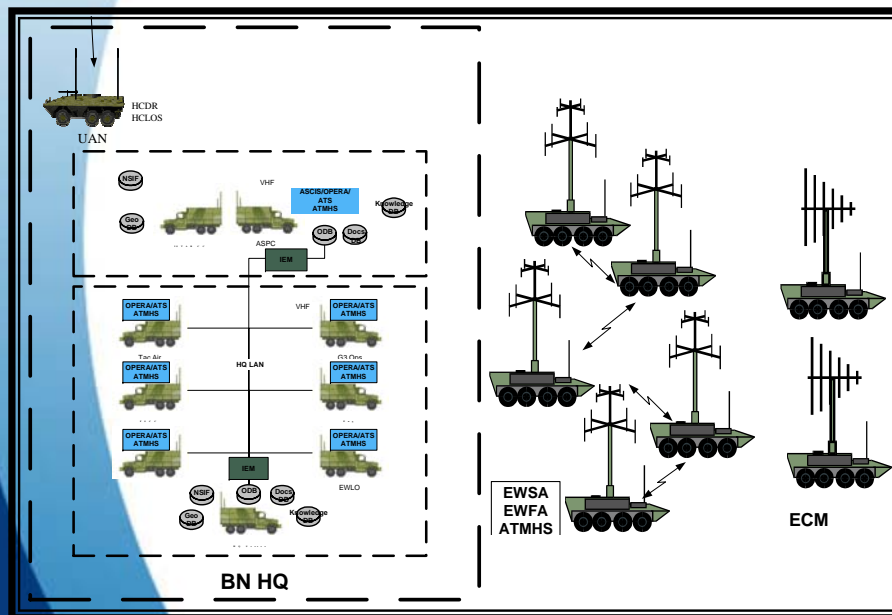 HCDR
HCLOS
UAN
NSIF
VHF
ASCIS/OPERA/
ATS
ATMHS
Knowledge
DB
Geo
DB
ODB
Docs
DB
ASPC
IEM
OPERA/ATS
ATMHS
VHF
OPERA/ATS
ATMHS
Tac Air
HQ LAN
G3 Ops
OPERA/ATS
ATMHS
OPERA/ATS
ATMHS
OPERA/ATS
ATMHS
OPERA/ATS
ATMHS
IEM
EWLO
NSIF
ODB
Docs
DB
Geo
DB
Knowledge
DB
BN HQ
EWSA
EWFA
ATMHS
ECM